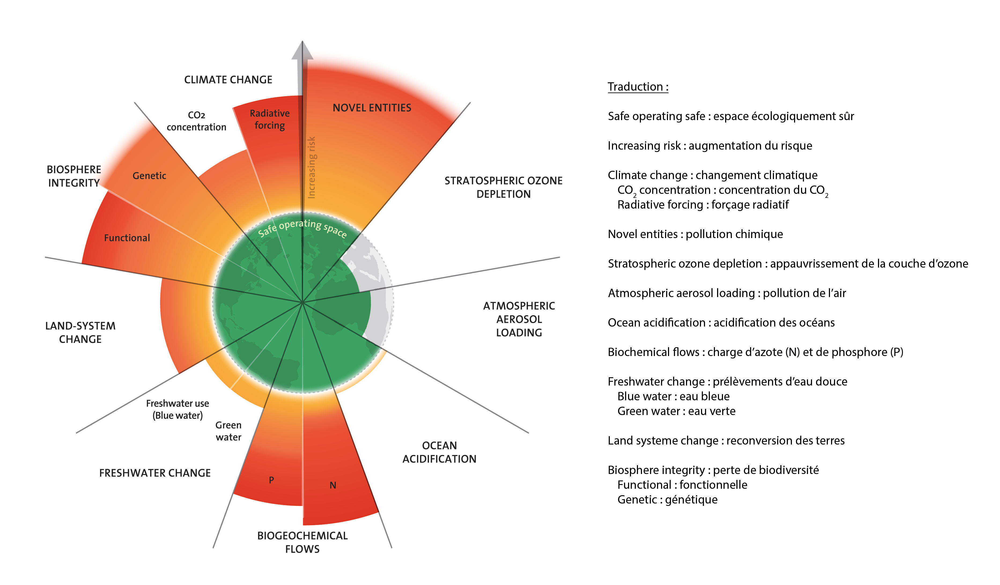 CLIMATE CHANGE
CO2
concentration
Radiative
forcing
NOVEL ENTITIES
Increasing risk
STRATOSPHERIC OZONE
DEPLETION
BIOSPHERE
INTEGRITY
Genetic
Functional
Safe operating space
ATMOSPHERIC
AEROSOL
LOADING
LAND-SYSTEM
CHANGE
Freshwater use
(Blue water)
Green
water
FRESHWATER CHANGE
P
N
OCEAN
ACIDIFICATION
BIOGEOCHEMICAL
FLOWS
Traduction :
Safe operating safe : espace écologiquement sûr
Increasing risk : augmentation du risque
Climate change : changement climatique
CO₂ concentration : concentration du CO₂
Radiative forcing : forçage radiatif
Novel entities : pollution chimique
Stratospheric ozone depletion : appauvrissement de la couche d’ozone
Atmospheric aerosol loading : pollution de l’air
Ocean acidification : acidification des océans
Biochemical flows : charge d’azote (N) et de phosphore (P)
Freshwater change : prélèvements d’eau douce
Blue water : eau bleue
Green water : eau verte
Land systeme change : reconversion des terres
Biosphere integrity : perte de biodiversité
Functional : fonctionnelle
Genetic : génétique